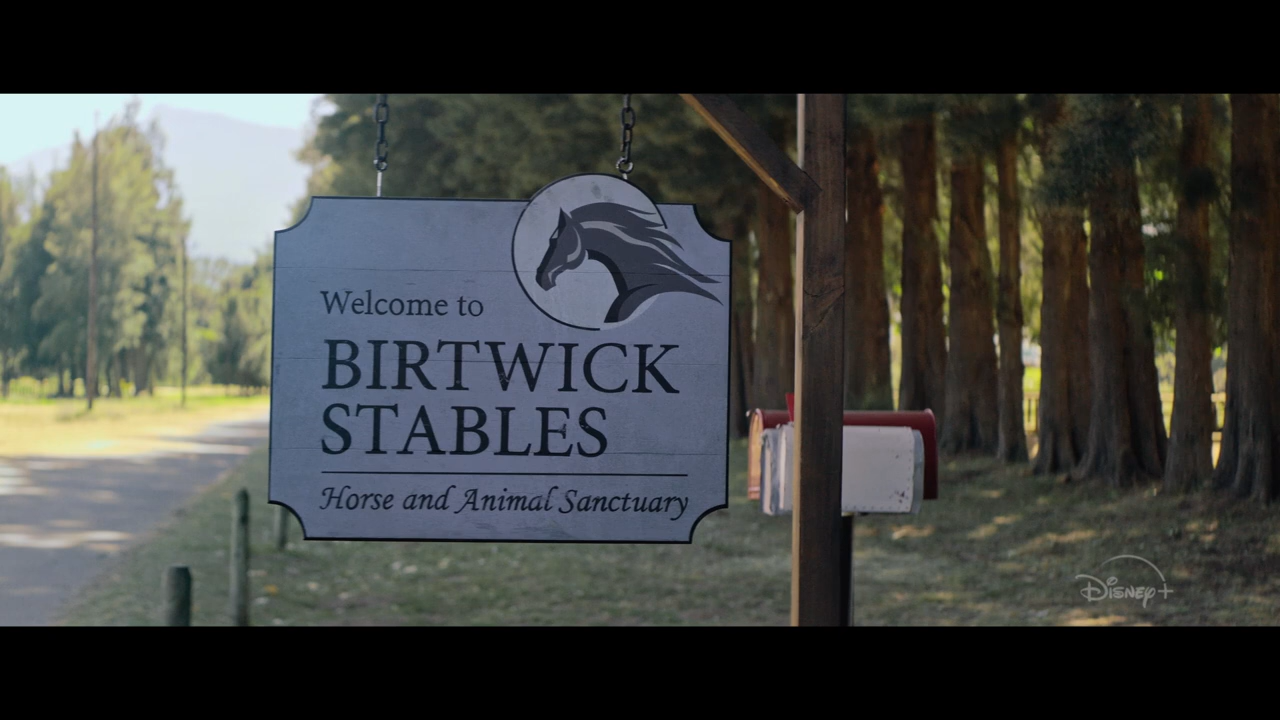 Welcome to
BIRTWICK
STABLES
Horse and Animal Sanctuary
Disney+